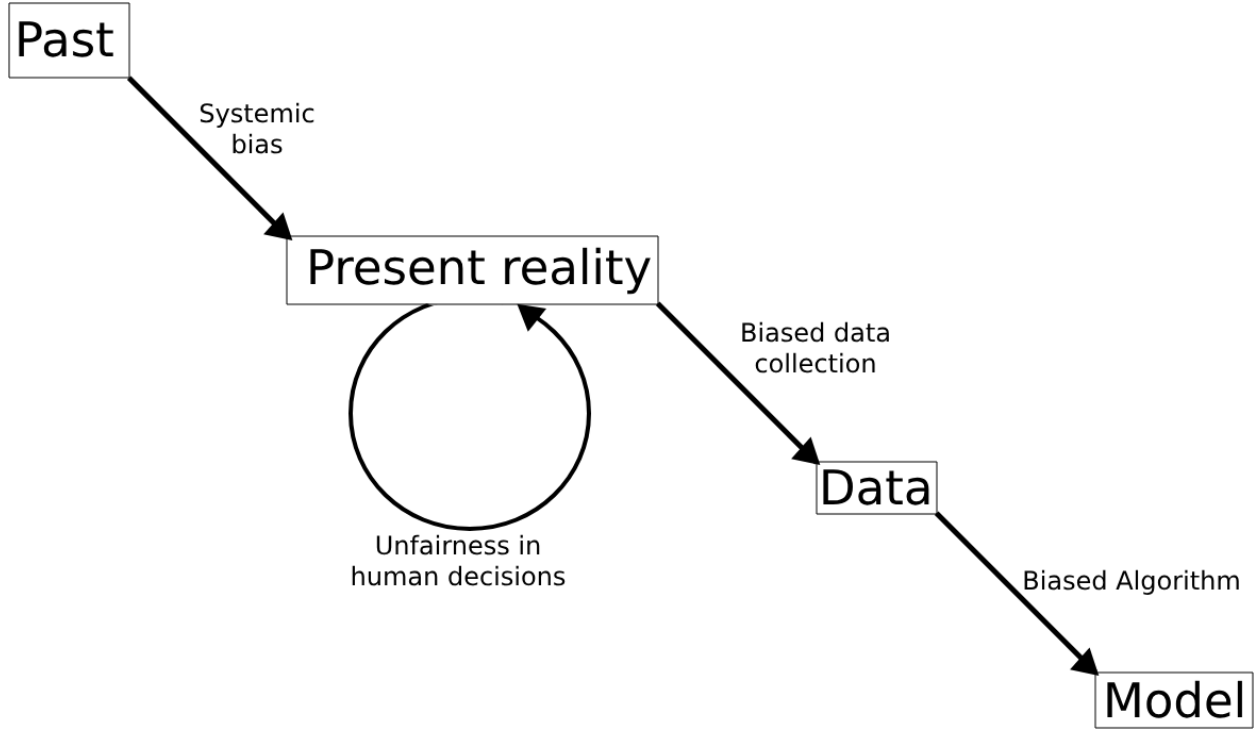 Past
Systemic
bias
Present reality
Biased data
collection
Data
Unfairness in
human decisions
Biased Algorithm
Model